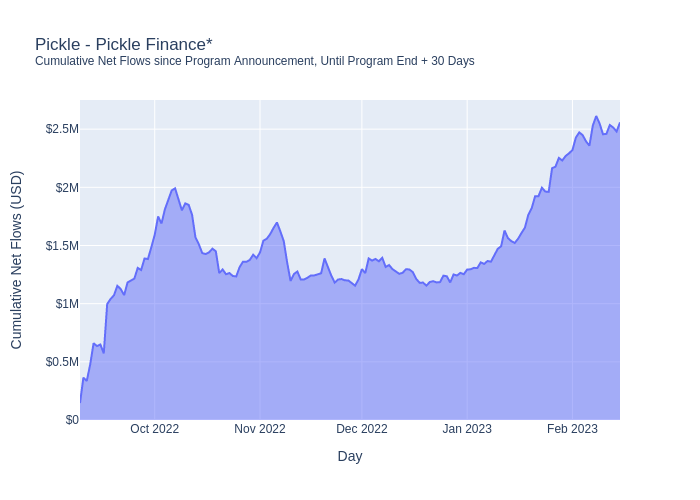 Pickle - Pickle Finance*
Cumulative Net Flows since Program Announcement, Until Program End + 30 Days
Cumulative Net Flows (USD)
$2.5M
$2M
$1.5M
$1M
$0.5M
$0
Oct 2022
Nov 2022
Dec 2022
Jan 2023
Feb 2023
Day